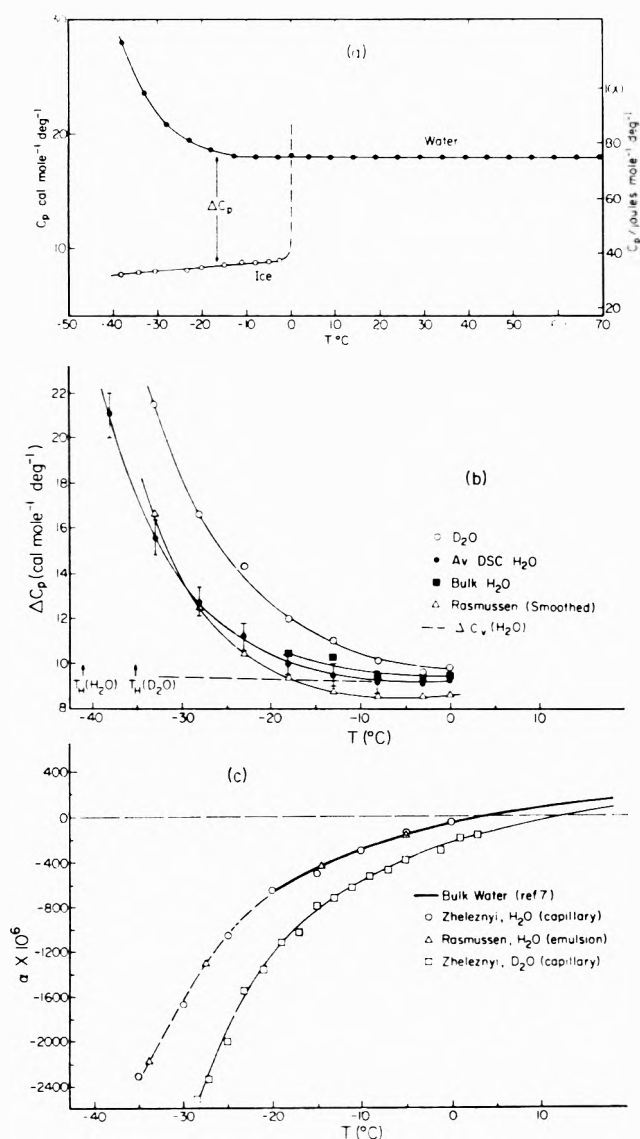 (a)
30
20
10
C_p cal mole⁻¹ deg⁻¹
100
80
60
40
20
C_p / joules mole⁻¹ deg⁻¹
Water
ΔC_p
Ice
-50 -40 -30 -20 -10 0 10 20 30 40 50 60 70
T °C
(b)
22
20
18
16
14
12
10
8
ΔC_p (cal mole⁻¹ deg⁻¹)
○ D₂O
● Av DSC H₂O
■ Bulk H₂O
△ Rasmussen (Smoothed)
-- ΔC_v (H₂O)
T_H(H₂O) T_H(D₂O)
-40 -30 -20 -10 0 10
T (°C)
(c)
400
0
-400
-800
-1200
-1600
-2000
-2400
α × 10⁶
Bulk Water (ref 7)
○ Zheleznyi, H₂O (capillary)
△ Rasmussen, H₂O (emulsion)
□ Zheleznyi, D₂O (capillary)
-40 -30 -20 -10 0 10
T (°C)